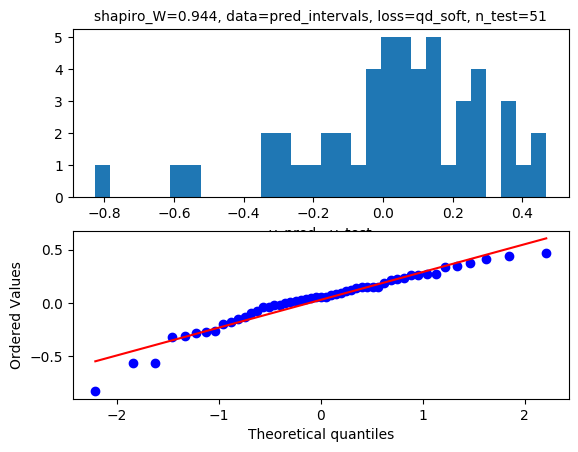 shapiro_W=0.944, data=pred_intervals, loss=qd_soft, n_test=51
5
4
3
2
1
0
−0.8 −0.6 −0.4 −0.2 0.0 0.2 0.4
0.5
0.0
−0.5
Ordered Values
−2 −1 0 1 2
Theoretical quantiles